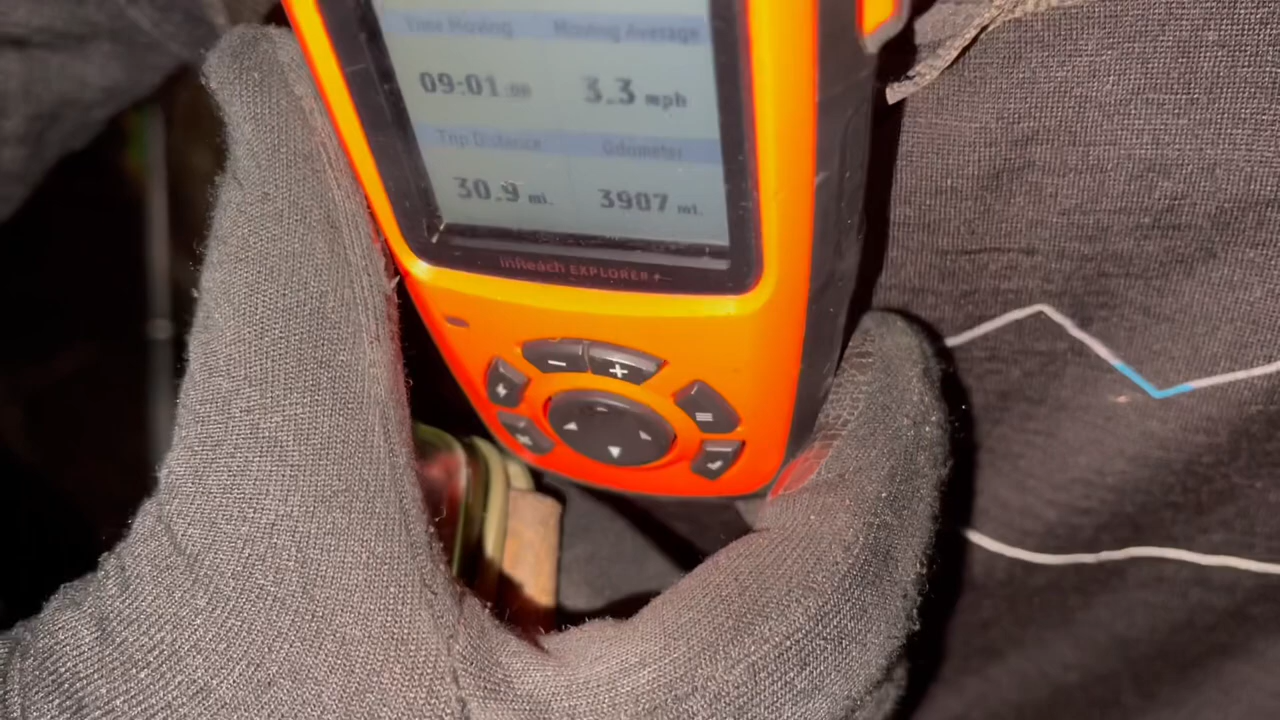 Time Moving Moving Average
09:01 3.3 mph
Trip Distance Odometer
30.9 mi. 3907 mi.
inReach EXPLORER +